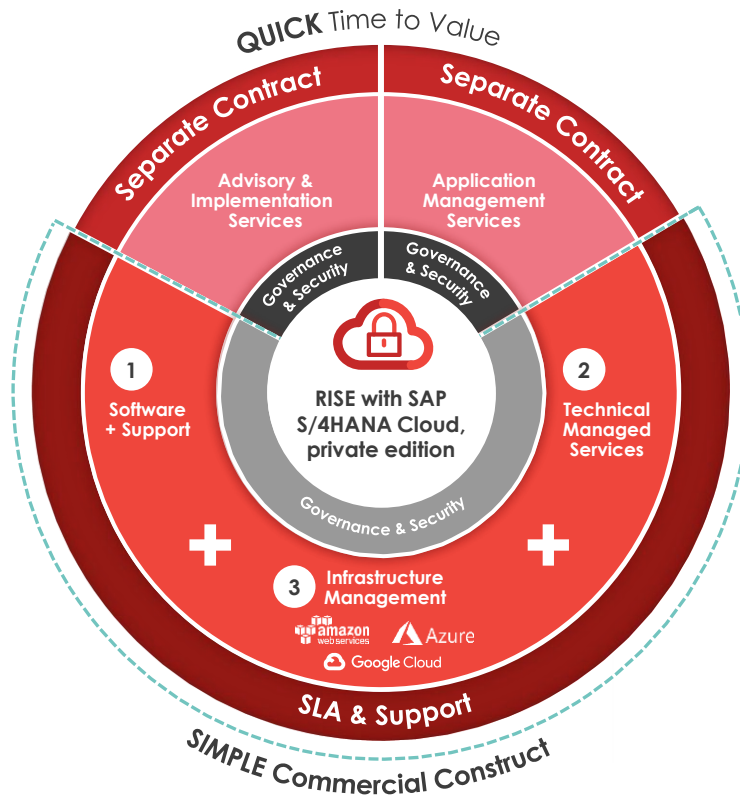 QUICK Time to Value
Separate Contract
Separate Contract
Advisory &
Implementation
Services
Application
Management
Services
Governance
& Security
Governance
& Security
RISE with SAP
S/4HANA Cloud,
private edition
1
Software
+ Support
2
Technical
Managed
Services
Governance & Security
3
Infrastructure
Management
amazon
webservices
Azure
Google Cloud
SLA & Support
SIMPLE Commercial Construct